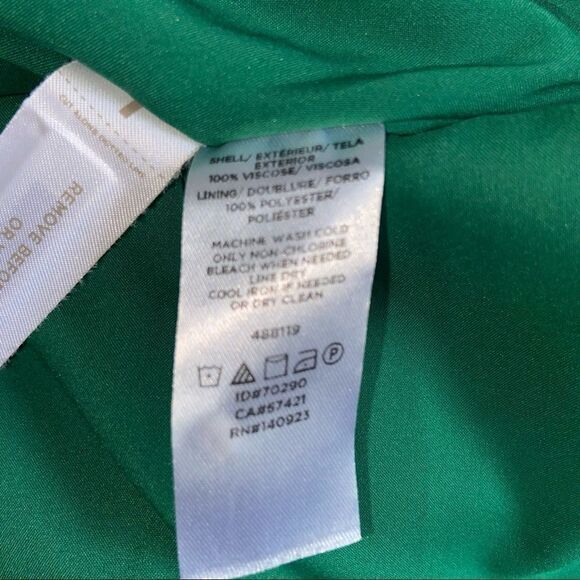 SHELL/ EXTÉRIEUR/ TELA
EXTERIOR
100% VISCOSE/ VISCOSA
LINING/ DOUBLURE/ FORRO
100% POLYESTER/
POLIÉSTER
MACHINE WASH COLD
ONLY NON-CHLORINE
BLEACH WHEN NEEDED
LINE DRY
COOL IRON IF NEEDED
OR DRY CLEAN
488119
P
ID#70290
CA#57421
RN#140923
REMOVE BEFO
OR